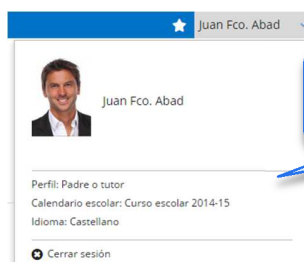 Juan Fco. Abad
Juan Fco. Abad
Perfil: Padre o tutor
Calendario escolar: Curso escolar 2014-15
Idioma: Castellano
Cerrar sesión